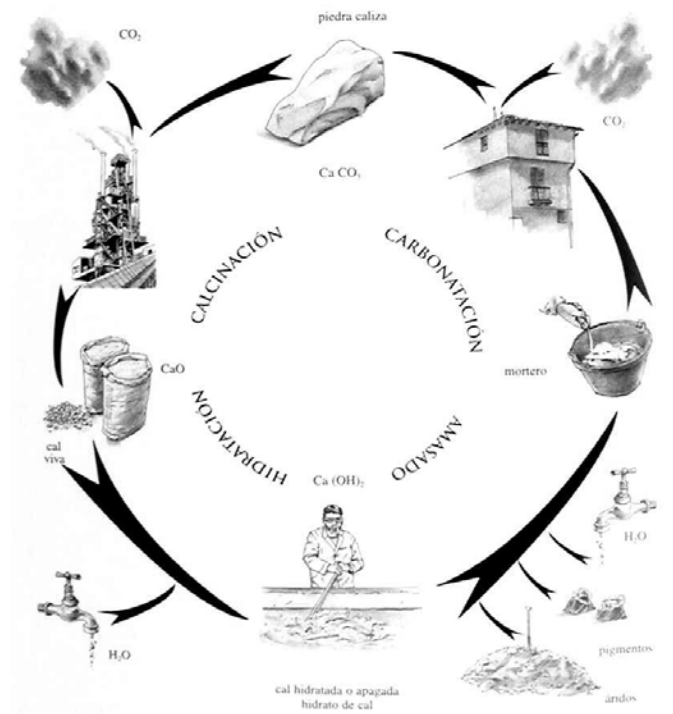 piedra caliza
CO₂
CO₂
Ca CO₃
CALCINACIÓN
CARBONATACIÓN
CaO
mortero
cal
viva
HIDRATACIÓN
AMASADO
Ca (OH)₂
H₂O
H₂O
pigmentos
áridos
cal hidratada o apagada
hidrato de cal